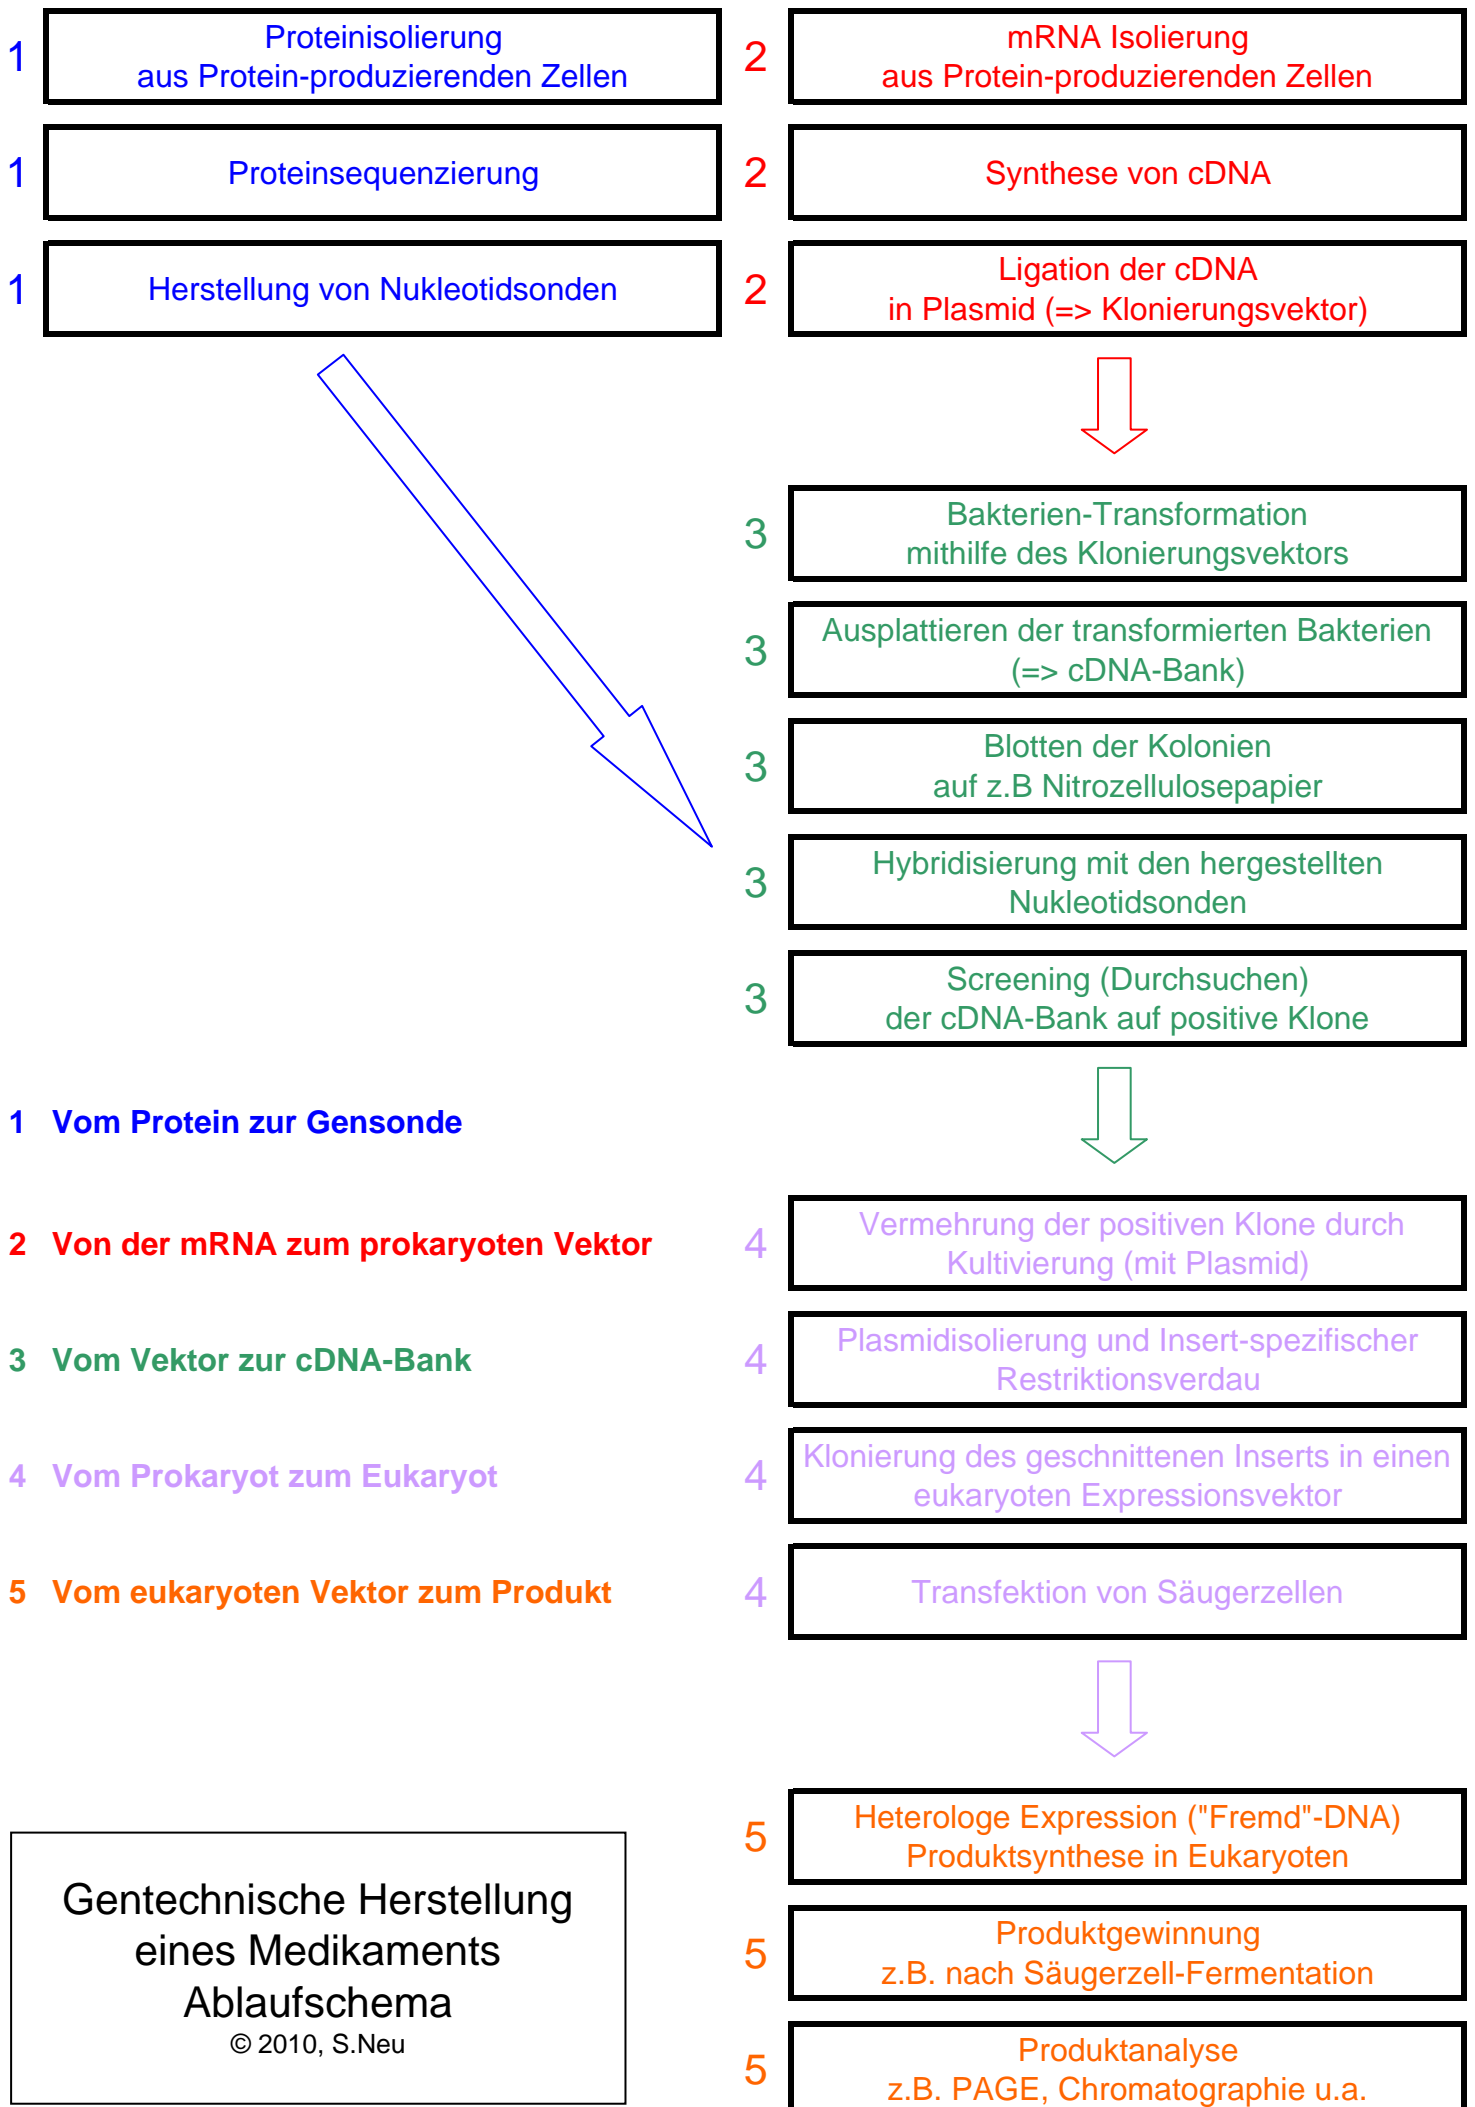 1
Proteinisolierung
aus Protein-produzierenden Zellen
1
Proteinsequenzierung
1
Herstellung von Nukleotidsonden
2
mRNA Isolierung
aus Protein-produzierenden Zellen
2
Synthese von cDNA
2
Ligation der cDNA
in Plasmid (=> Klonierungsvektor)
3
Bakterien-Transformation
mithilfe des Klonierungsvektors
3
Ausplattieren der transformierten Bakterien
(=> cDNA-Bank)
3
Blotten der Kolonien
auf z.B Nitrozellulosepapier
3
Hybridisierung mit den hergestellten
Nukleotidsonden
3
Screening (Durchsuchen)
der cDNA-Bank auf positive Klone
1 Vom Protein zur Gensonde
2 Von der mRNA zum prokaryoten Vektor
3 Vom Vektor zur cDNA-Bank
4 Vom Prokaryot zum Eukaryot
5 Vom eukaryoten Vektor zum Produkt
4
Vermehrung der positiven Klone durch
Kultivierung (mit Plasmid)
4
Plasmidisolierung und Insert-spezifischer
Restriktionsverdau
4
Klonierung des geschnittenen Inserts in einen
eukaryoten Expressionsvektor
4
Transfektion von Säugerzellen
5
Heterologe Expression ("Fremd"-DNA)
Produktsynthese in Eukaryoten
5
Produktgewinnung
z.B. nach Säugerzell-Fermentation
5
Produktanalyse
z.B. PAGE, Chromatographie u.a.
Gentechnische Herstellung
eines Medikaments
Ablaufschema
© 2010, S.Neu